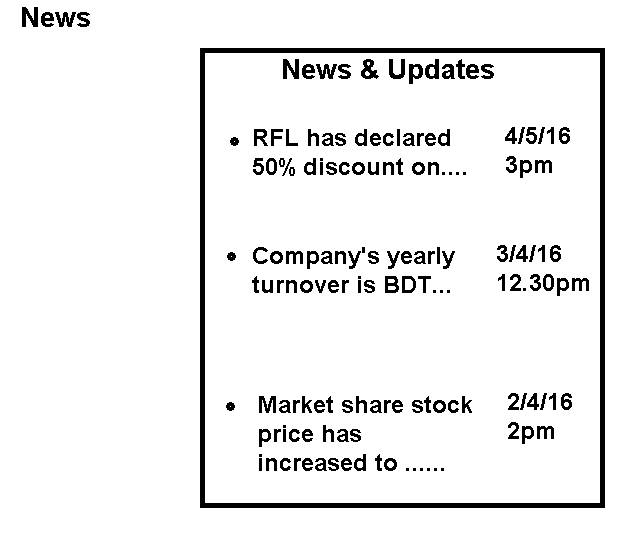 News
News & Updates
RFL has declared 4/5/16
50% discount on.... 3pm
Company's yearly 3/4/16
turnover is BDT... 12.30pm
Market share stock 2/4/16
price has 2pm
increased to ......